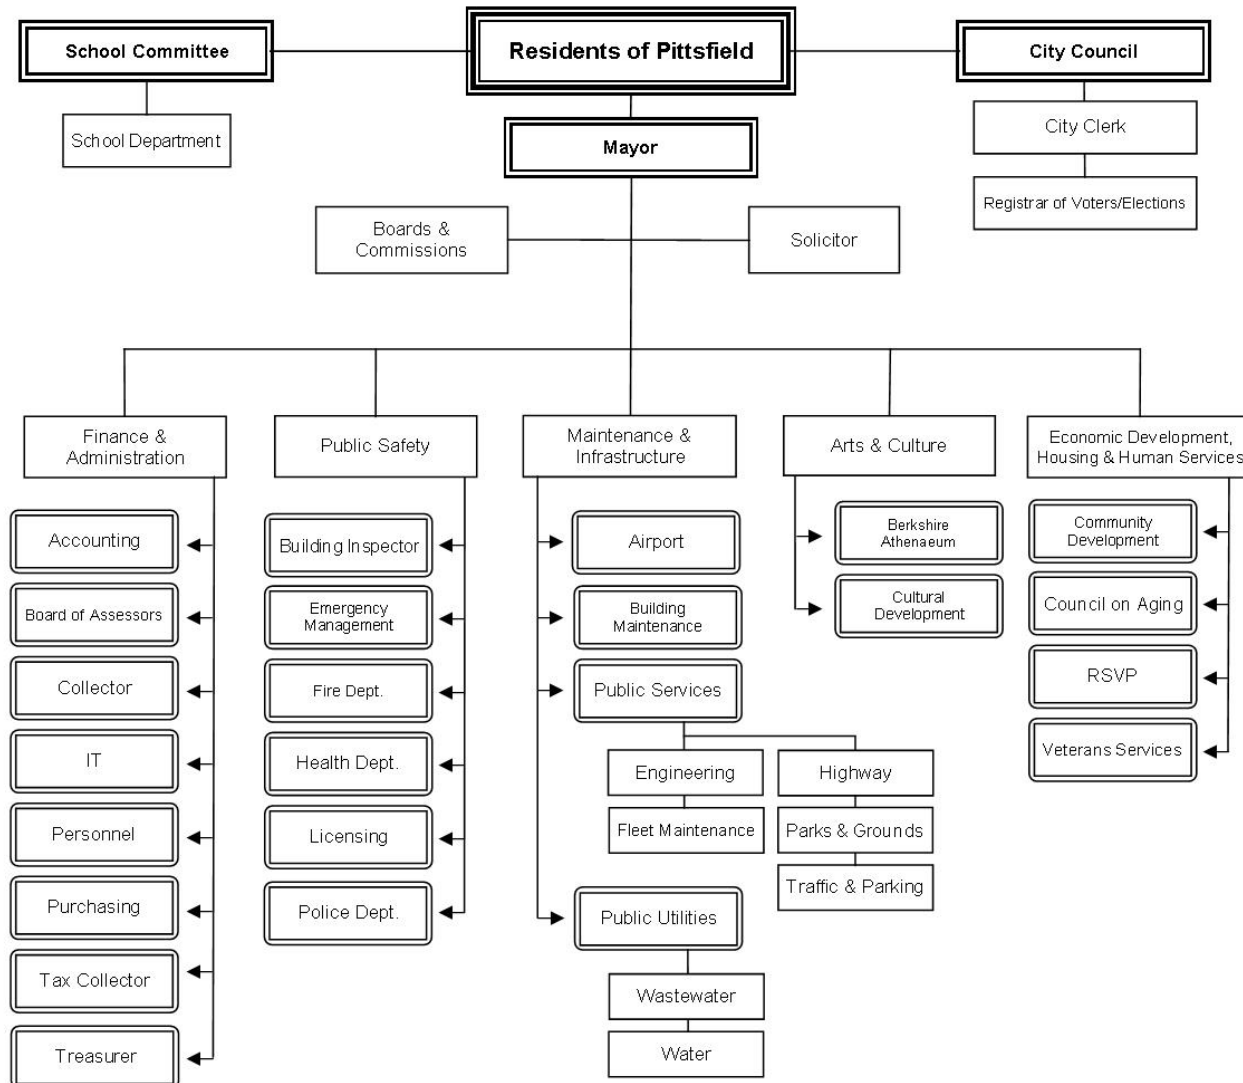 School Committee
Residents of Pittsfield
City Council
School Department
Mayor
City Clerk
Registrar of Voters/Elections
Boards &
Commissions
Solicitor
Finance &
Administration
Public Safety
Maintenance &
Infrastructure
Arts & Culture
Economic Development,
Housing & Human Services
Accounting
Board of Assessors
Collector
IT
Personnel
Purchasing
Tax Collector
Treasurer
Building Inspector
Emergency
Management
Fire Dept.
Health Dept.
Licensing
Police Dept.
Airport
Building
Maintenance
Public Services
Engineering
Fleet Maintenance
Highway
Parks & Grounds
Traffic & Parking
Public Utilities
Wastewater
Water
Berkshire
Athenaeum
Cultural
Development
Community
Development
Council on Aging
RSVP
Veterans Services